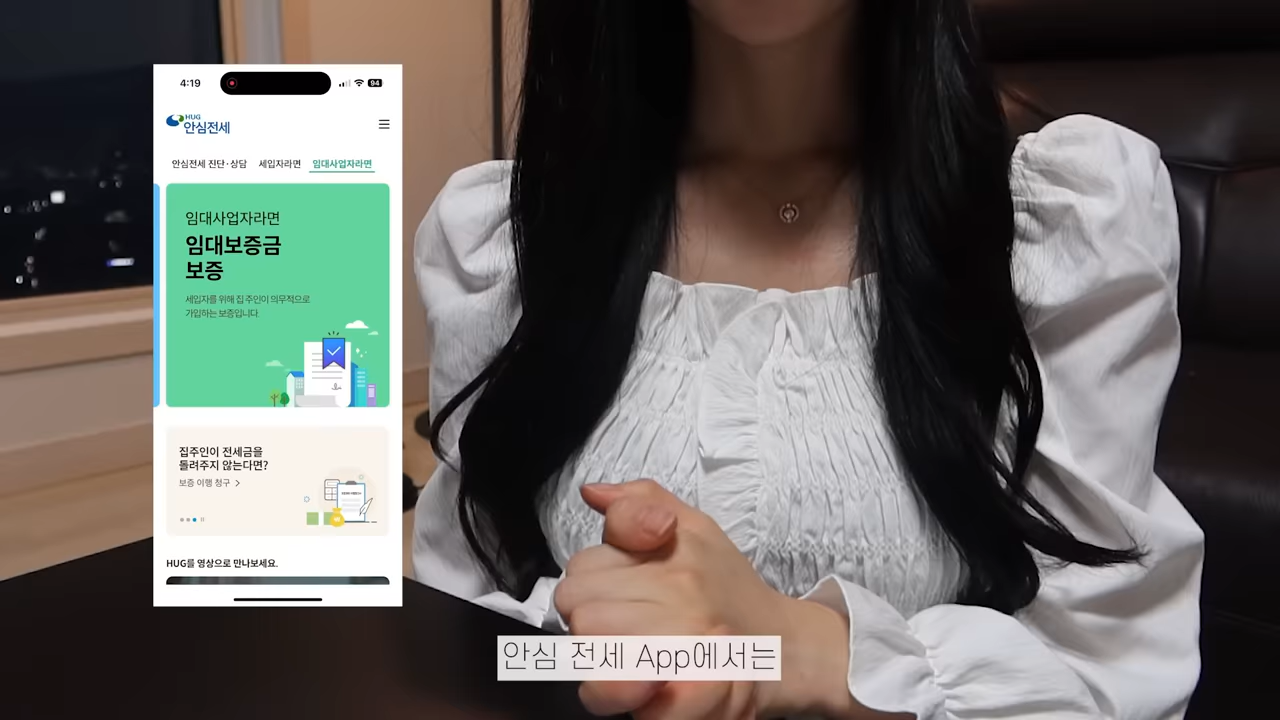 4:19
94
HUG
안심전세
안심전세 진단·상담 세입자라면 임대사업자라면
임대사업자라면
임대보증금
보증
세입자를 위해 집 주인이 의무적으로
가입하는 보증입니다.
집주인이 전세금을
돌려주지 않는다면?
보증 이행 청구 >
HUG를 영상으로 만나보세요.
안심 전세 App에서는